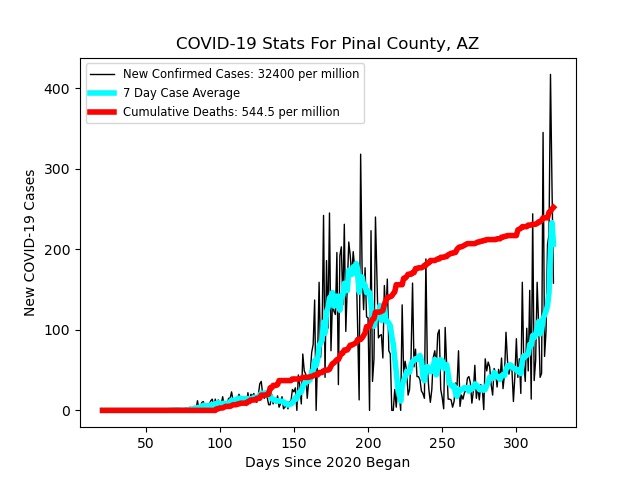 COVID-19 Stats For Pinal County, AZ
New Confirmed Cases: 32400 per million
7 Day Case Average
Cumulative Deaths: 544.5 per million
New COVID-19 Cases
400
300
200
100
0
50
100
150
200
250
300
Days Since 2020 Began